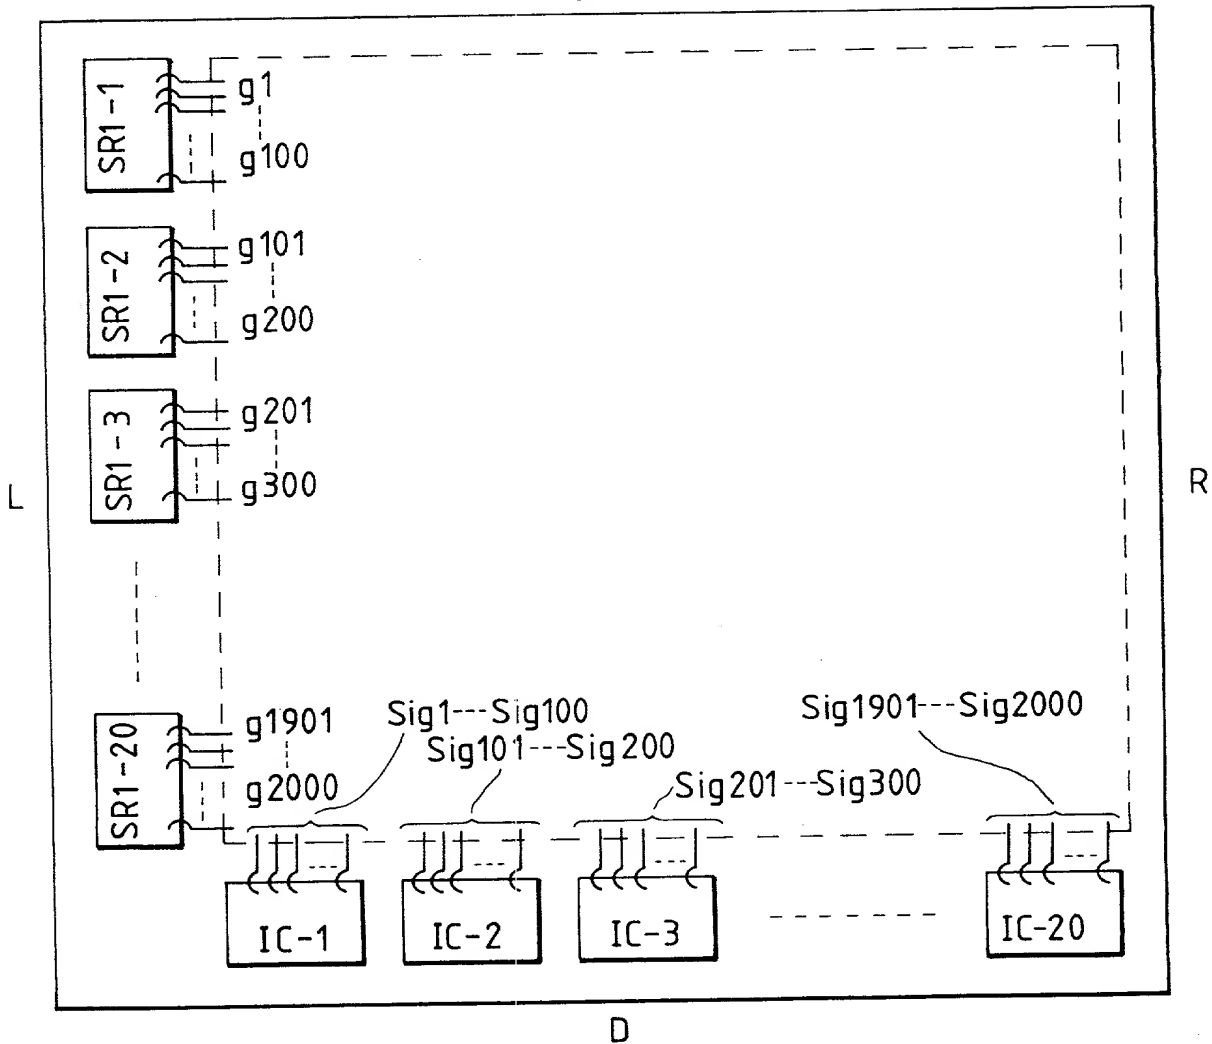 SR1-1
g1
g100
SR1-2
g101
g200
SR1-3
g201
g300
L
R
SR1-20
g1901
g2000
Sig1---Sig100
Sig101---Sig200
Sig201---Sig300
Sig1901---Sig2000
IC-1
IC-2
IC-3
IC-20
D